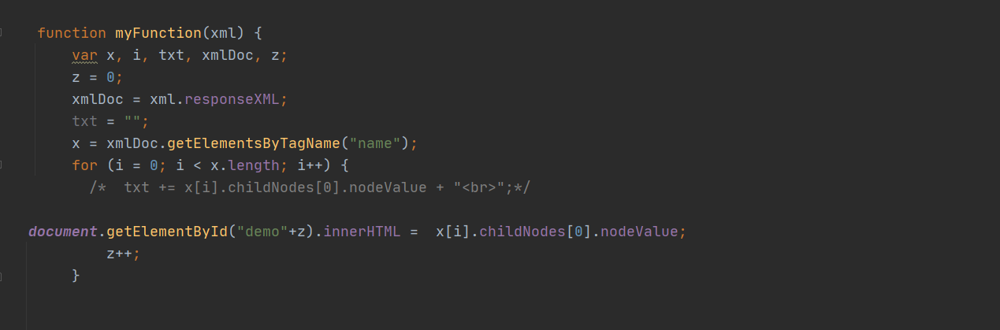 function myFunction(xml) {
var x, i, txt, xmlDoc, z;
z = 0;
xmlDoc = xml.responseXML;
txt = "";
x = xmlDoc.getElementsByTagName("name");
for (i = 0; i < x.length; i++) {
/*  txt += x[i].childNodes[0].nodeValue + "<br>";*/
document.getElementById("demo"+z).innerHTML =  x[i].childNodes[0].nodeValue;
z++;
}